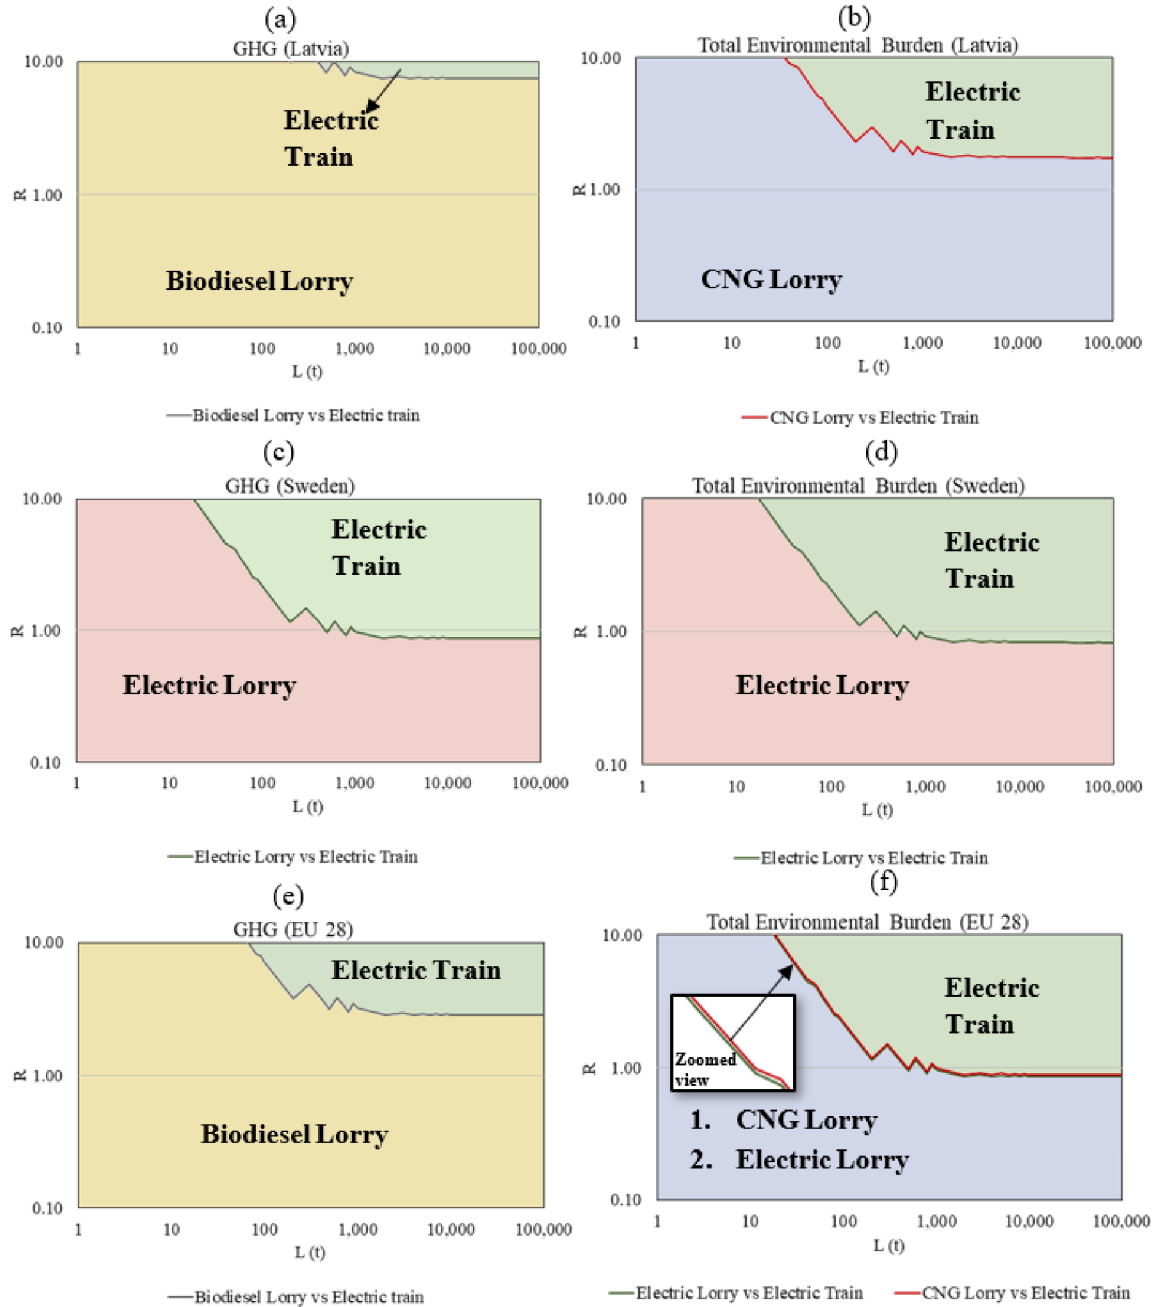 (a)
GHG (Latvia)
10.00
Electric
Train
R
1.00
Biodiesel Lorry
0.10
1 10 100 1,000 10,000 100,000
L (t)
Biodiesel Lorry vs Electric train
(b)
Total Environmental Burden (Latvia)
10.00
Electric
Train
R
1.00
CNG Lorry
0.10
1 10 100 1,000 10,000 100,000
L (t)
CNG Lorry vs Electric Train
(c)
GHG (Sweden)
10.00
Electric
Train
R
1.00
Electric Lorry
0.10
1 10 100 1,000 10,000 100,000
L (t)
Electric Lorry vs Electric Train
(d)
Total Environmental Burden (Sweden)
10.00
Electric
Train
R
1.00
Electric Lorry
0.10
1 10 100 1,000 10,000 100,000
L (t)
Electric Lorry vs Electric Train
(e)
GHG (EU 28)
10.00
Electric Train
R
1.00
Biodiesel Lorry
0.10
1 10 100 1,000 10,000 100,000
L (t)
Biodiesel Lorry vs Electric train
(f)
Total Environmental Burden (EU 28)
10.00
Electric
Train
Zoomed
view
R
1.00
1. CNG Lorry
2. Electric Lorry
0.10
1 10 100 1,000 10,000 100,000
L (t)
Electric Lorry vs Electric Train CNG Lorry vs Electric Train